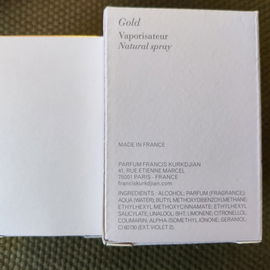 Gold
Vaporisateur
Natural spray
MADE IN FRANCE
PARFUM FRANCIS KURKDJIAN
41, RUE ETIENNE MARCEL
75001 PARIS - FRANCE
franciskurkdjian.com
INGREDIENTS : ALCOHOL; PARFUM (FRAGRANCE);
AQUA (WATER); BUTYL METHOXYDIBENZOYLMETHANE;
ETHYLHEXYL METHOXYCINNAMATE; ETHYLHEXYL
SALICYLATE; LINALOOL; BHT; LIMONENE; CITRONELLOL;
COUMARIN; ALPHA-ISOMETHYL IONONE; GERANIOL;
CI 60730 (EXT. VIOLET 2).